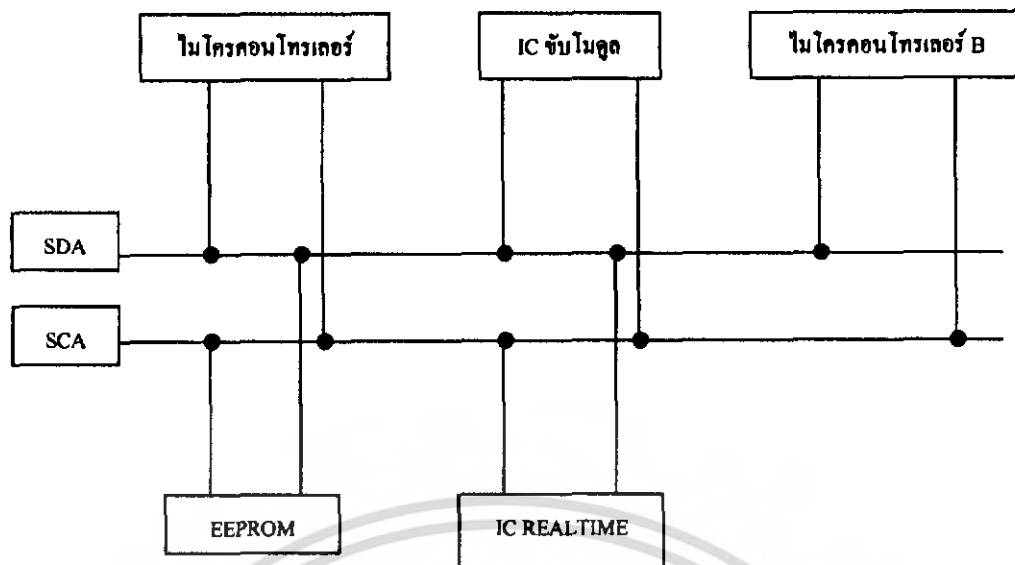 ไมโครคอนโทรเลอร์
IC ขับโมดูล
ไมโครคอนโทรเลอร์ B
SDA
SCA
EEPROM
IC REALTIME